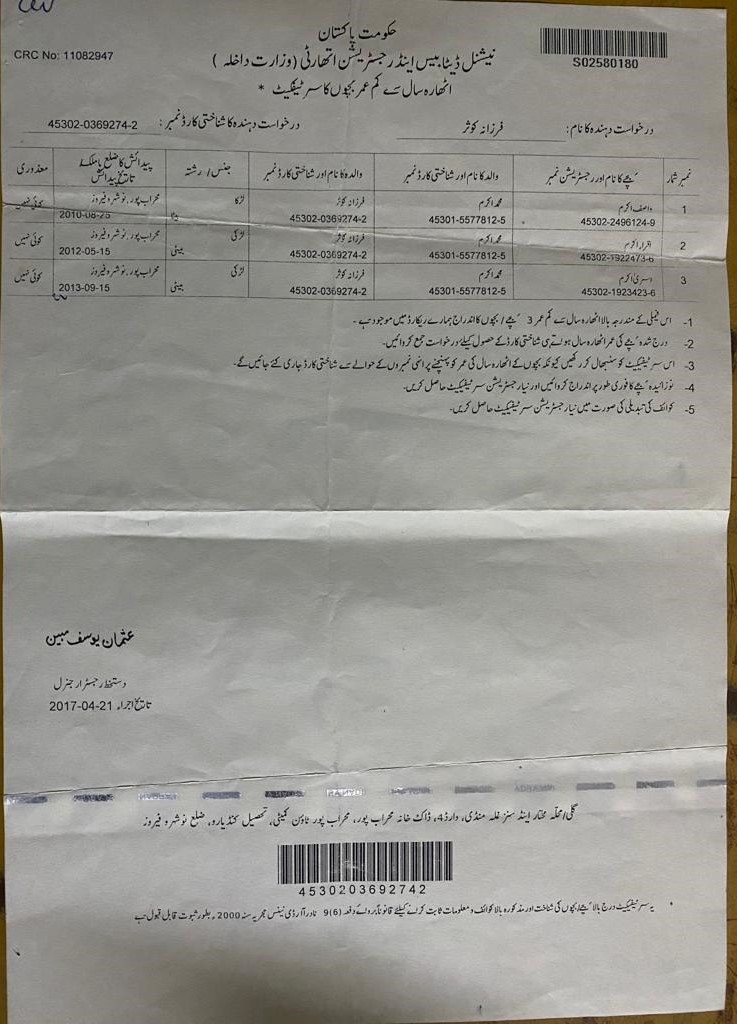 حکومت پاکستان
S02580180
CRC No: 11082947
نیشنل ڈیٹا بیس اینڈ رجسٹریشن اتھارٹی (وزارت داخلہ)
اٹھارہ سال سے کم عمر بچوں کا سرٹیفکیٹ *
درخواست دہندہ کا نام: فرزانہ کوثر درخواست دہندہ کا شناختی کارڈ نمبر: 45302-0369274-2
نمبر شمار بچے کا نام اور رجسٹریشن نمبر والد کا نام اور شناختی کارڈ نمبر والدہ کا نام اور شناختی کارڈ نمبر جنس / رشتہ پیدائش کا ضلع یا ملک / تاریخ پیدائش معذوری
1 واصف اکرم محمد اکرم فرزانہ کوثر لڑکا محراب پور، نوشہرو فیروز کوئی نہیں
45302-2496124-9 45301-5577812-5 45302-0369274-2 بیٹا 2010-08-25
2 اقراء اکرم محمد اکرم فرزانہ کوثر لڑکی محراب پور، نوشہرو فیروز کوئی نہیں
45302-1922473-6 45301-5577812-5 45302-0369274-2 بیٹی 2012-05-15
3 اسریٰ اکرم محمد اکرم فرزانہ کوثر لڑکی محراب پور، نوشہرو فیروز کوئی نہیں
45302-1923423-6 45301-5577812-5 45302-0369274-2 بیٹی 2013-09-15
1- اس فیملی کے مندرجہ بالا اٹھارہ سال سے کم عمر 3 بچے / بچوں کا اندراج ہمارے ریکارڈ میں موجود ہے۔
2- درج شدہ بچے کی عمر اٹھارہ سال ہوتے ہی شناختی کارڈ کے حصول کیلئے درخواست جمع کروائیں۔
3- اس سرٹیفکیٹ کو سنبھال کر رکھیں کیونکہ بچوں کے اٹھارہ سال کی عمر کو پہنچنے پر انہی نمبروں کے حوالے سے شناختی کارڈ جاری کئے جائیں گے۔
4- نوزائیدہ بچے کا فوری طور پر اندراج کروائیں اور نیا رجسٹریشن سرٹیفکیٹ حاصل کریں۔
5- کوائف کی تبدیلی کی صورت میں نیا رجسٹریشن سرٹیفکیٹ حاصل کریں۔
عثمان یوسف مبین
دستخط رجسٹرار جنرل
تاریخ اجراء 2017-04-21
گلی / محلہ مختار اینڈ سنز غلہ منڈی، وارڈ 4، ڈاک خانہ محراب پور، محراب پور ٹاؤن کمیٹی، تحصیل کنڈیارو، ضلع نوشہرو فیروز
4530203692742
* یہ سرٹیفکیٹ درج بالا بچے / بچوں کی شناخت اور مذکورہ بالا کوائف و معلومات ثابت کرنے کیلئے قانوناً بروئے دفعہ (6) 9 نادرا آرڈی نینس مجریہ سنہ 2000ء بطور ثبوت قابل قبول ہے